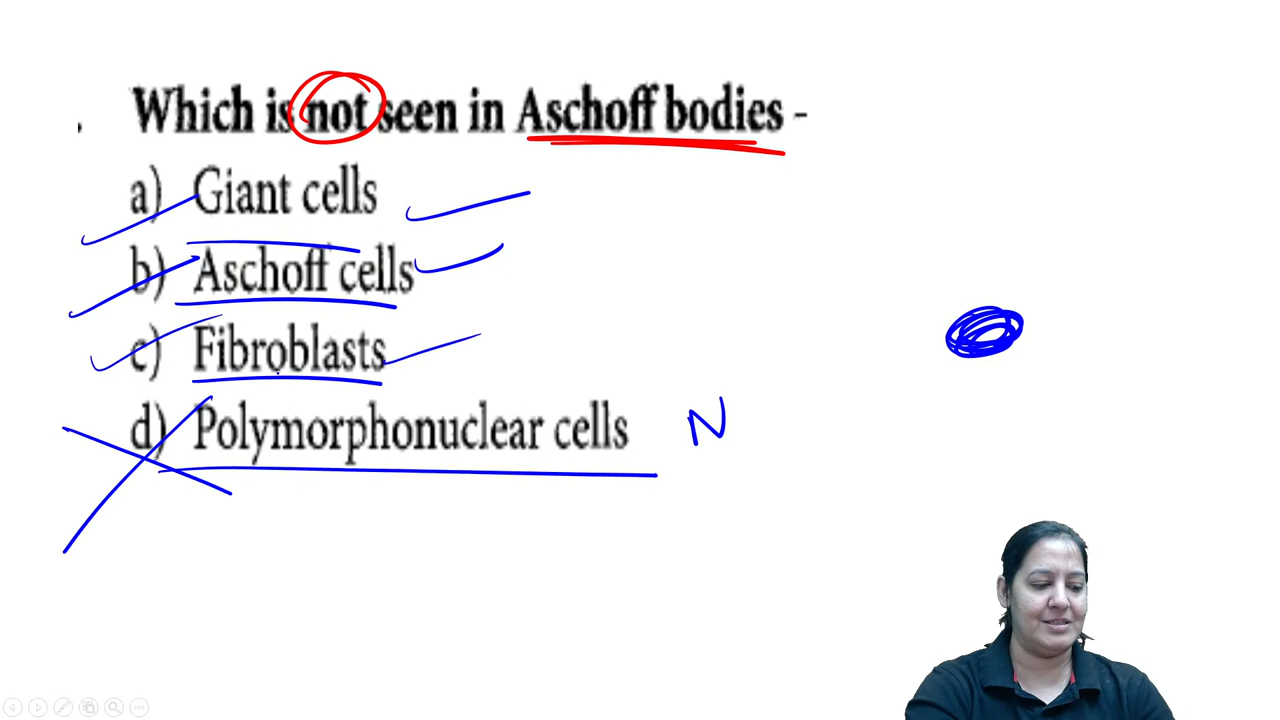 Which is not seen in Aschoff bodies -
a) Giant cells
b) Aschoff cells
c) Fibroblasts
d) Polymorphonuclear cells N